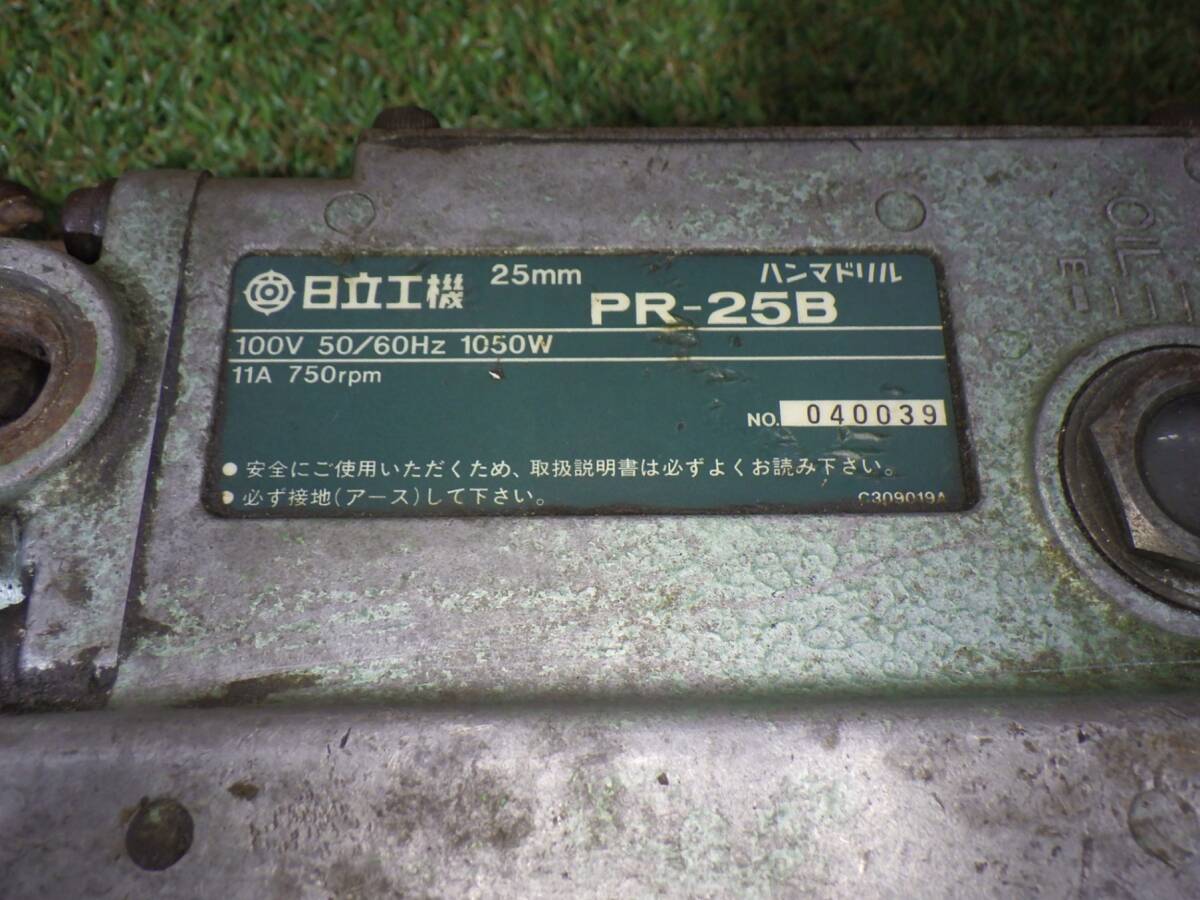 日立工機 25mm ハンマドリル
PR-25B
100V 50/60Hz 1050W
11A 750rpm
NO. 040039
●安全にご使用いただくため、取扱説明書は必ずよくお読み下さい。
●必ず接地(アース)して下さい。
C309019A